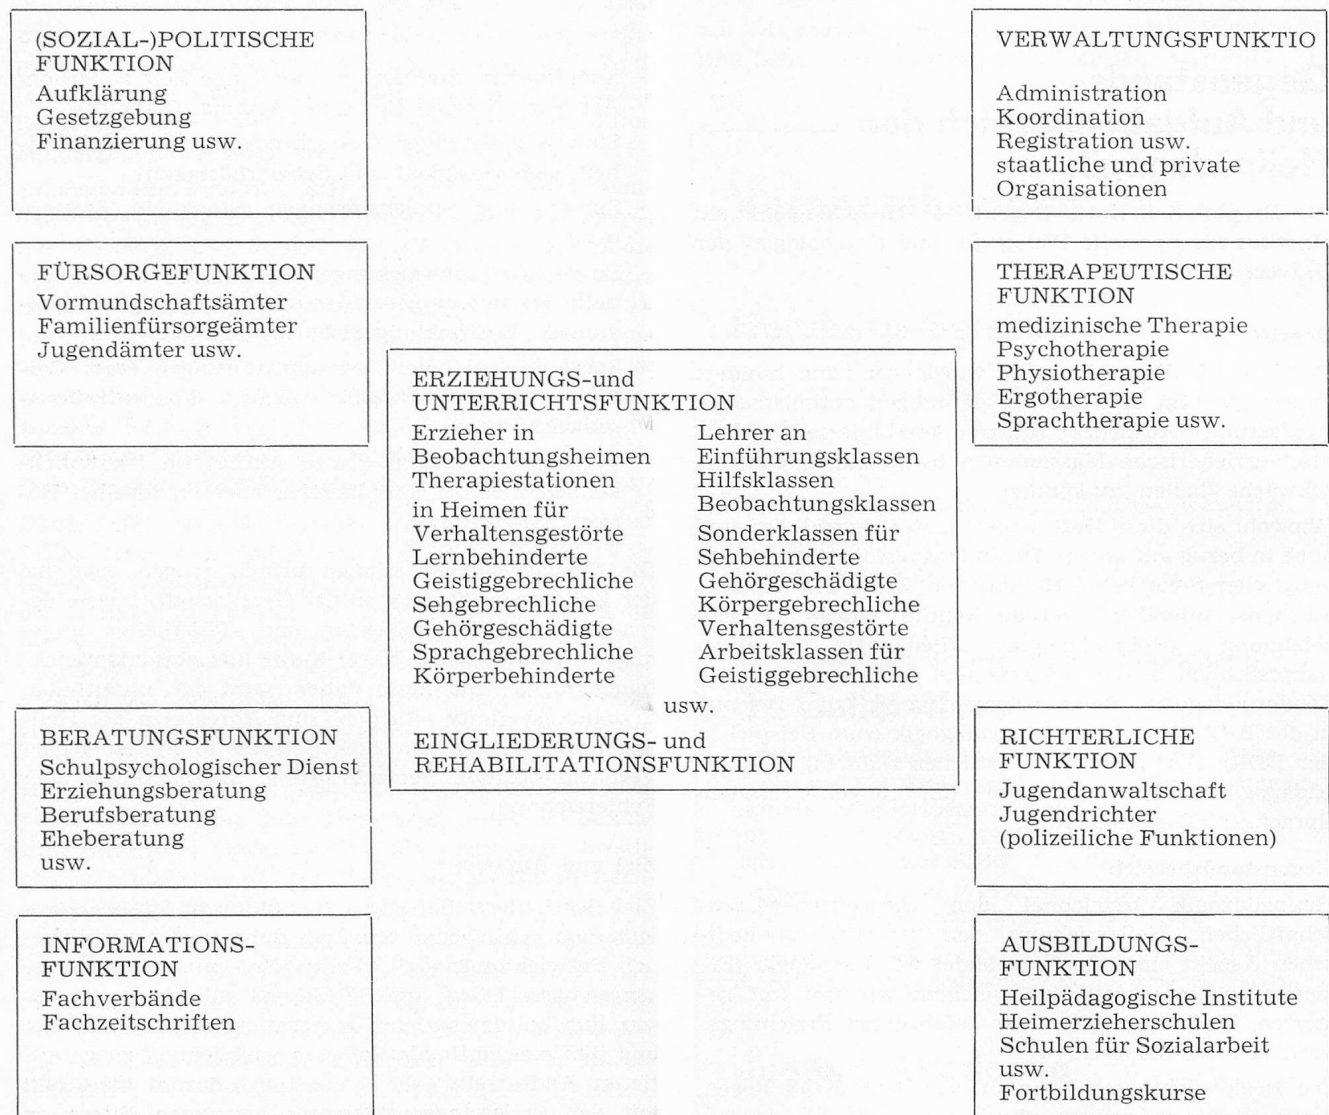 (SOZIAL-)POLITISCHE
FUNKTION
Aufklärung
Gesetzgebung
Finanzierung usw.
VERWALTUNGSFUNKTIO
Administration
Koordination
Registration usw.
staatliche und private
Organisationen
FÜRSORGEFUNKTION
Vormundschaftsämter
Familienfürsorgeämter
Jugendämter usw.
THERAPEUTISCHE
FUNKTION
medizinische Therapie
Psychotherapie
Physiotherapie
Ergotherapie
Sprachtherapie usw.
ERZIEHUNGS-und
UNTERRICHTSFUNKTION
Erzieher in
Beobachtungsheimen
Therapiestationen
in Heimen für
Verhaltensgestörte
Lernbehinderte
Geistiggebrechliche
Sehgebrechliche
Gehörgeschädigte
Sprachgebrechliche
Körperbehinderte
Lehrer an
Einführungsklassen
Hilfsklassen
Beobachtungsklassen
Sonderklassen für
Sehbehinderte
Gehörgeschädigte
Körpergebrechliche
Verhaltensgestörte
Arbeitsklassen für
Geistiggebrechliche
usw.
EINGLIEDERUNGS- und
REHABILITATIONSFUNKTION
BERATUNGSFUNKTION
Schulpsychologischer Dienst
Erziehungsberatung
Berufsberatung
Eheberatung
usw.
RICHTERLICHE
FUNKTION
Jugendanwaltschaft
Jugendrichter
(polizeiliche Funktionen)
INFORMATIONS-
FUNKTION
Fachverbände
Fachzeitschriften
AUSBILDUNGS-
FUNKTION
Heilpädagogische Institute
Heimerzieherschulen
Schulen für Sozialarbeit
usw.
Fortbildungskurse